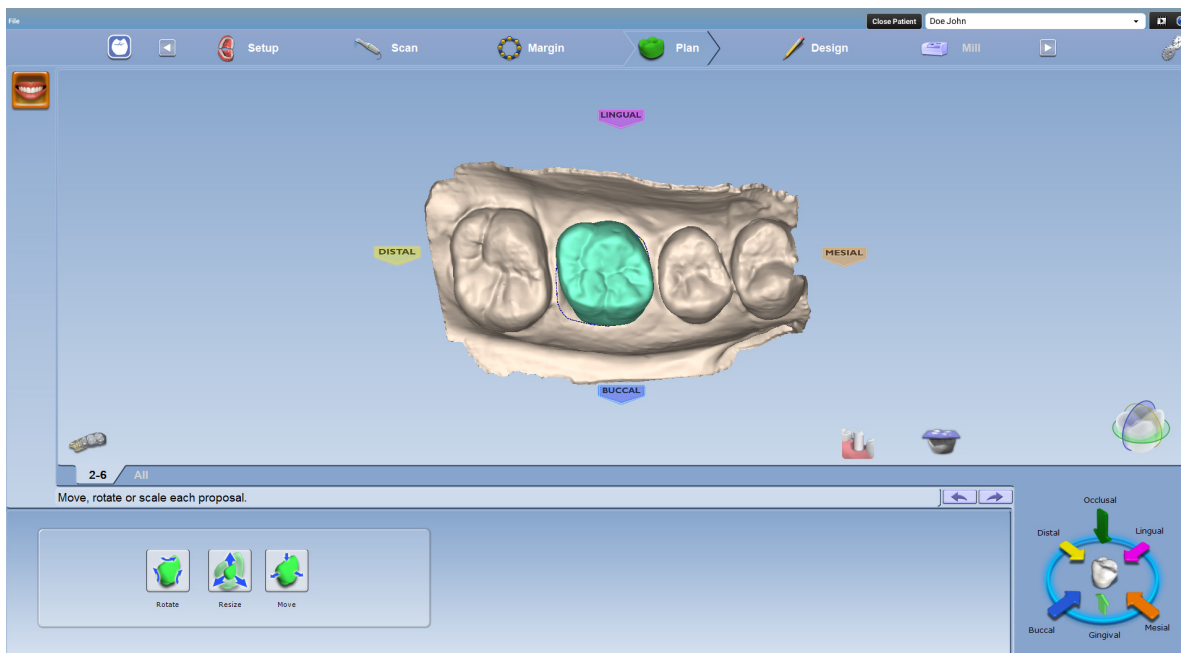 File
Close Patient Doe John
Setup Scan Margin Plan Design Mill
LINGUAL
DISTAL
MESIAL
BUCCAL
2-6 All
Move, rotate or scale each proposal.
Rotate Resize Move
Occlusal
Distal Lingual
Buccal Mesial
Gingival